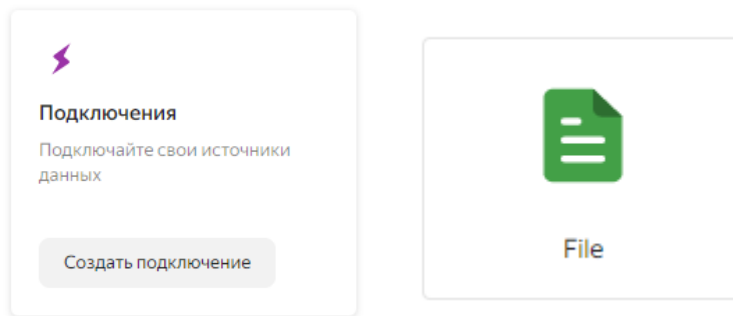 Подключения
Подключайте свои источники
данных
Создать подключение
File